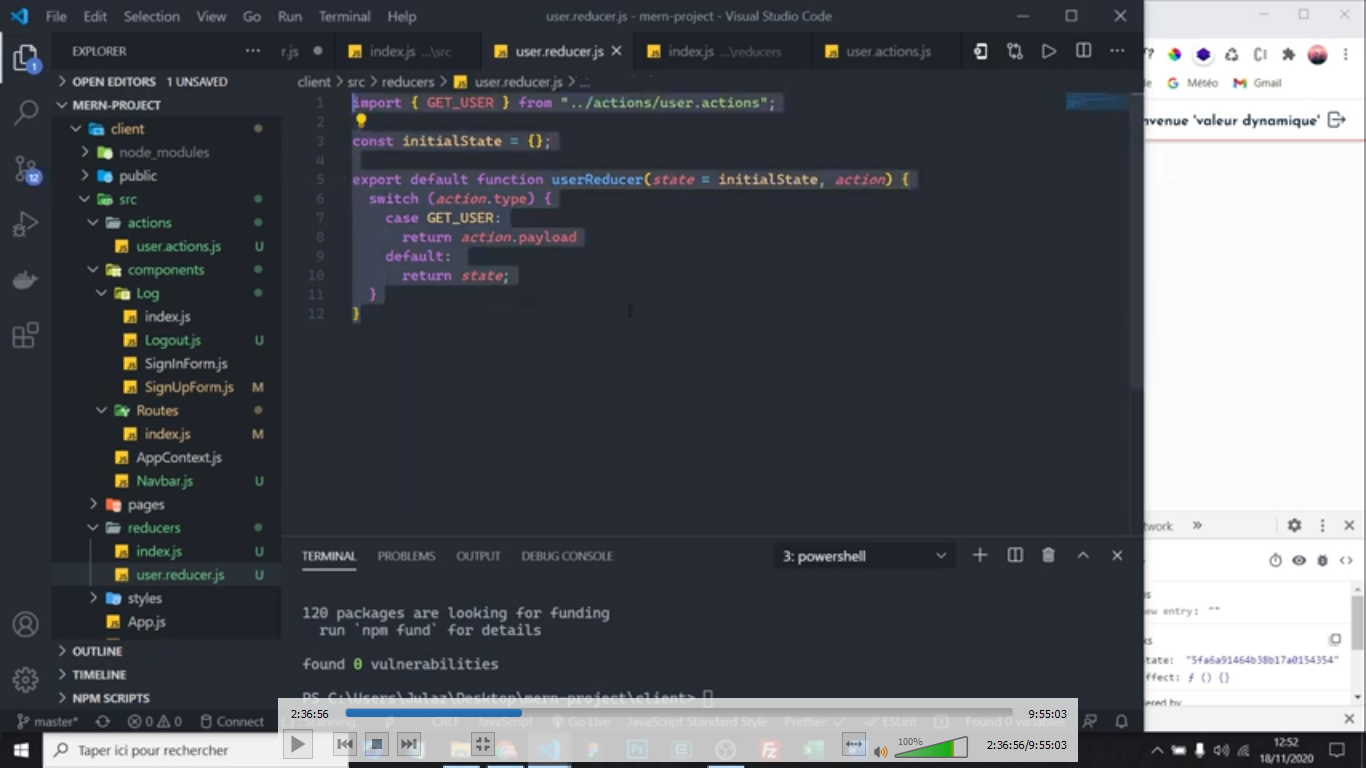 File Edit Selection View Go Run Terminal Help user.reducer.js - mern-project - Visual Studio Code
EXPLORER
r.js index.js ...\src user.reducer.js index.js ...\reducers user.actions.js
OPEN EDITORS 1 UNSAVED
client > src > reducers > user.reducer.js > ...
MERN-PROJECT
client
node_modules
public
src
actions
user.actions.js U
components
Log
index.js
Logout.js U
SignInForm.js
SignUpForm.js M
Routes
index.js M
AppContext.js
Navbar.js U
pages
reducers
index.js U
user.reducer.js U
styles
App.js
OUTLINE
TIMELINE
NPM SCRIPTS
1 import { GET_USER } from "../actions/user.actions";
2
3 const initialState = {};
4
5 export default function userReducer(state = initialState, action) {
6 switch (action.type) {
7 case GET_USER:
8 return action.payload
9 default:
10 return state;
11 }
12 }
TERMINAL PROBLEMS OUTPUT DEBUG CONSOLE 3: powershell
120 packages are looking for funding
run `npm fund` for details
found 0 vulnerabilities
PS C:\Users\Julaz\Desktop\mern-project\client>
Météo Gmail
nvenue 'valeur dynamique'
twork »
ew entry: ""
tate: "5fa6a91464b38b17a0154354"
ffect: ƒ () {}
master* 0 0 Connect CRLF JavaScript Go Live JavaScript Standard Style Prettier: ESLint Found 0 variables
2:36:56 9:55:03
100% 2:36:56/9:55:03
Taper ici pour rechercher
12:52
18/11/2020